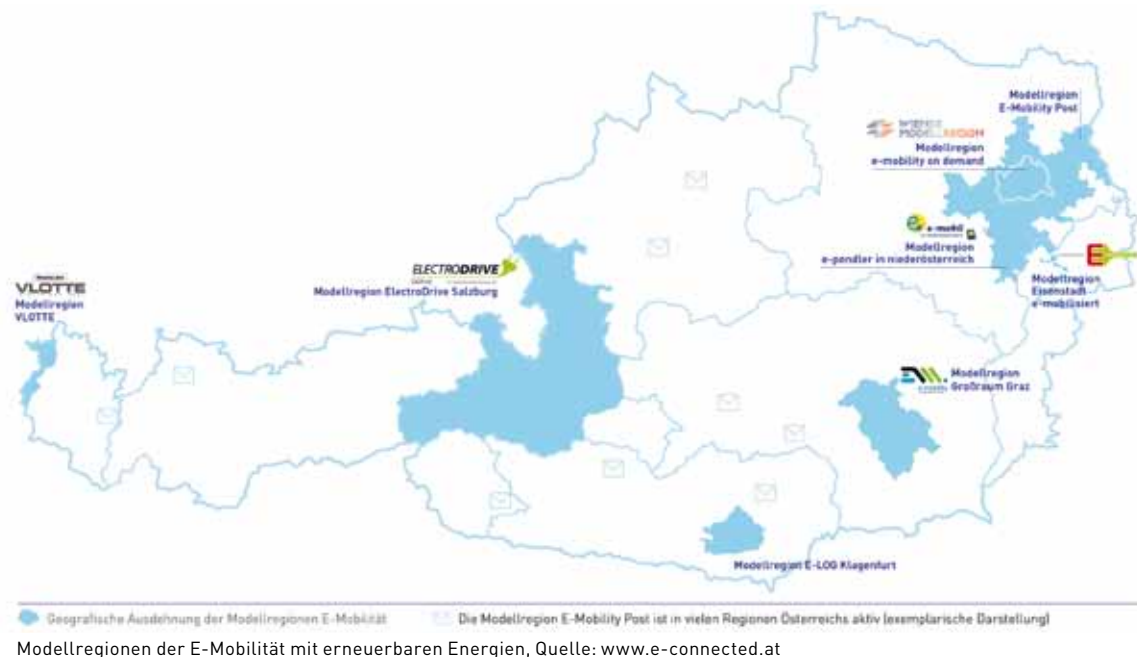 Modellregion
E-Mobility Post
WIENER
MODELLREGION
Modellregion
e-mobility on demand
e-mobil
Modellregion
e-pendler in niederösterreich
E
Modellregion
Eisenstadt
e-mobilisiert
ELECTRODRIVE
Modellregion ElectroDrive Salzburg
VLOTTE
Modellregion
VLOTTE
Modellregion
Großraum Graz
Modellregion E-LOG Klagenfurt
Geografische Ausdehnung der Modellregionen E-Mobilität
Die Modellregion E-Mobility Post ist in vielen Regionen Österreichs aktiv (exemplarische Darstellung)
Modellregionen der E-Mobilität mit erneuerbaren Energien, Quelle: www.e-connected.at